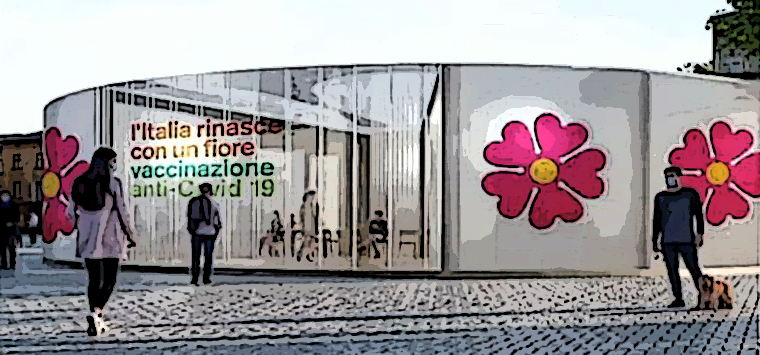 l'Italia rinasce
con un fiore
vaccinazione
anti-Covid 19